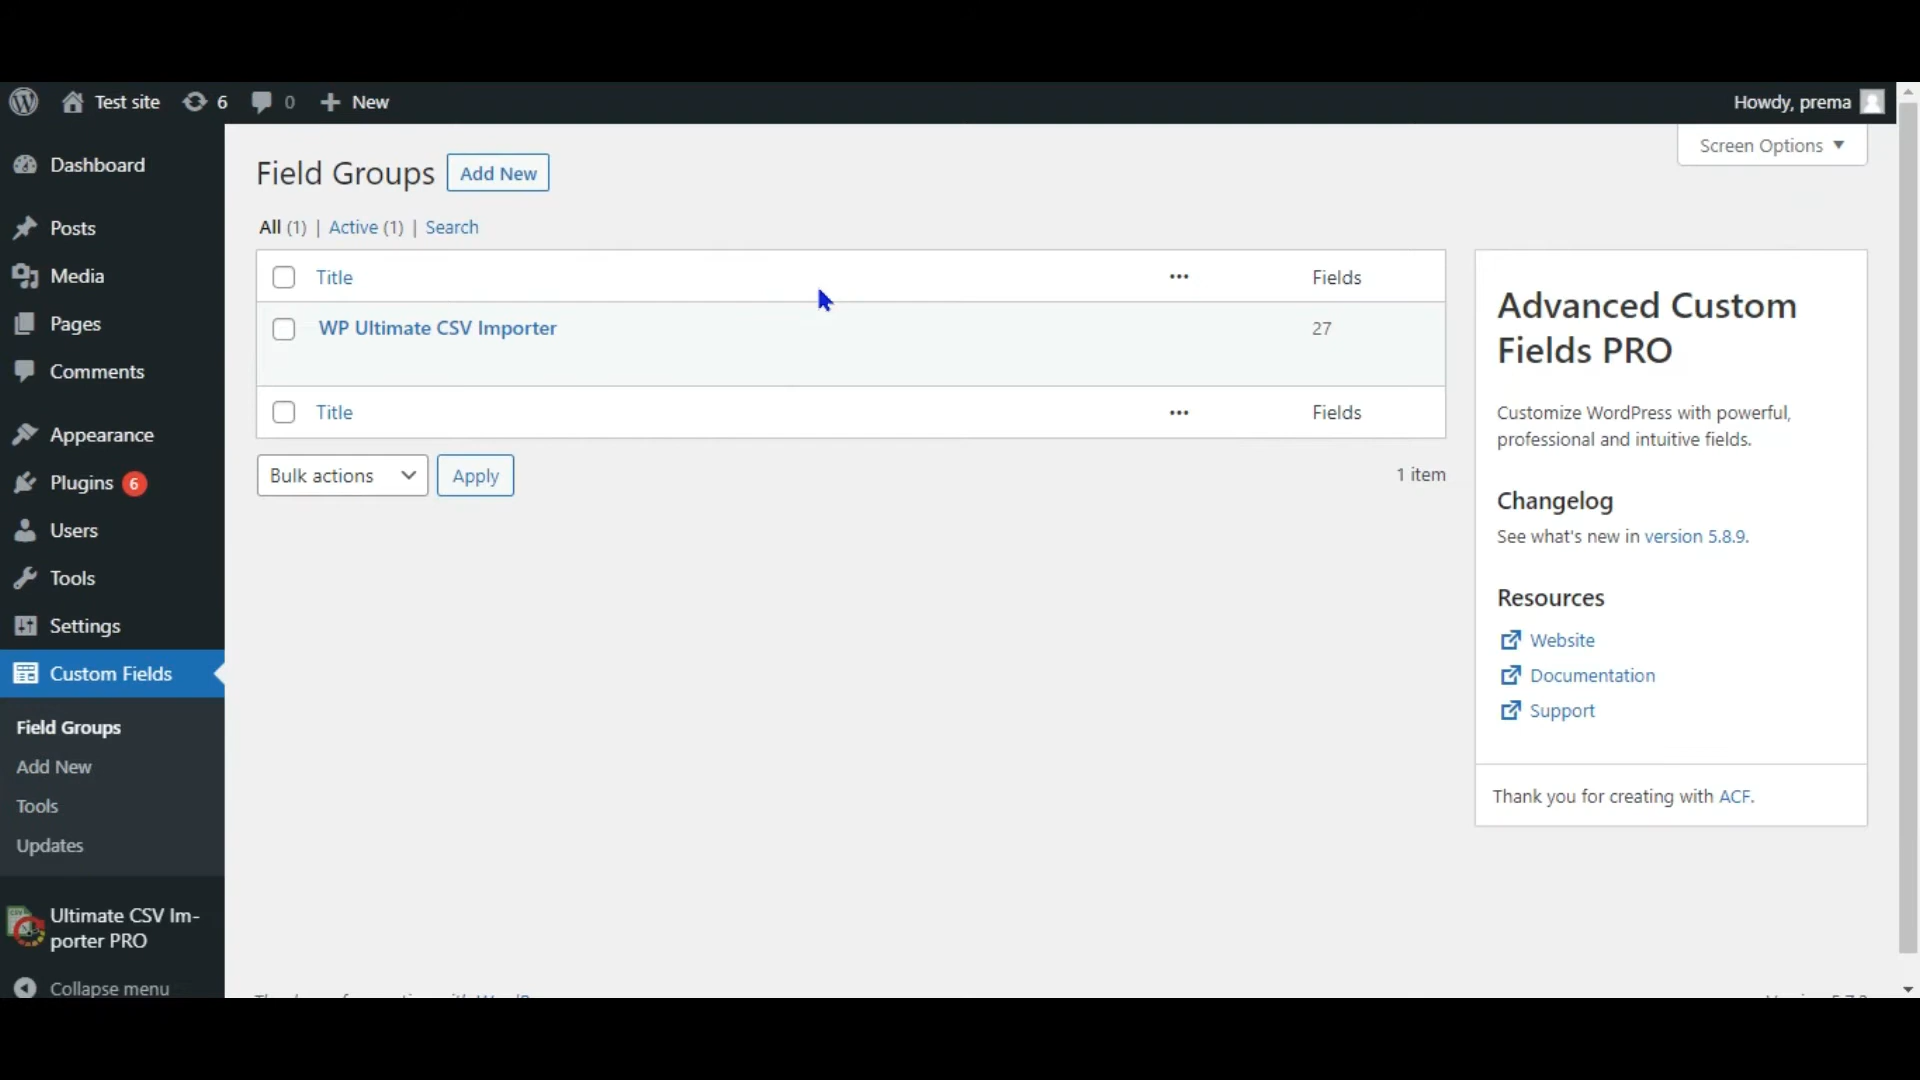 Test site 6 0 New Howdy, prema
Screen Options
Dashboard
Posts
Media
Pages
Comments
Appearance
Plugins 6
Users
Tools
Settings
Custom Fields
Field Groups
Add New
Tools
Updates
Ultimate CSV Im-
porter PRO
Collapse menu
Field Groups Add New
All (1) | Active (1) | Search
Title ••• Fields
WP Ultimate CSV Importer 27
Title ••• Fields
Bulk actions Apply 1 item
Advanced Custom
Fields PRO
Customize WordPress with powerful,
professional and intuitive fields.
Changelog
See what's new in version 5.8.9.
Resources
Website
Documentation
Support
Thank you for creating with ACF.